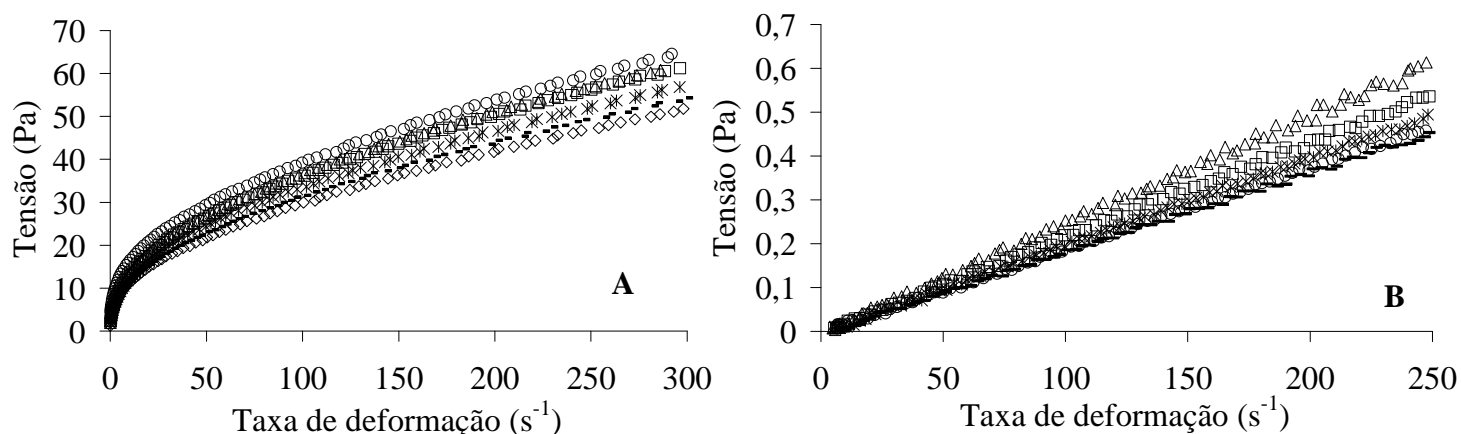 70
60
50
40
30
20
10
0
Tensão (Pa)
0 50 100 150 200 250 300
Taxa de deformação (s⁻¹)
A
0,7
0,6
0,5
0,4
0,3
0,2
0,1
0
Tensão (Pa)
0 50 100 150 200 250
Taxa de deformação (s⁻¹)
B